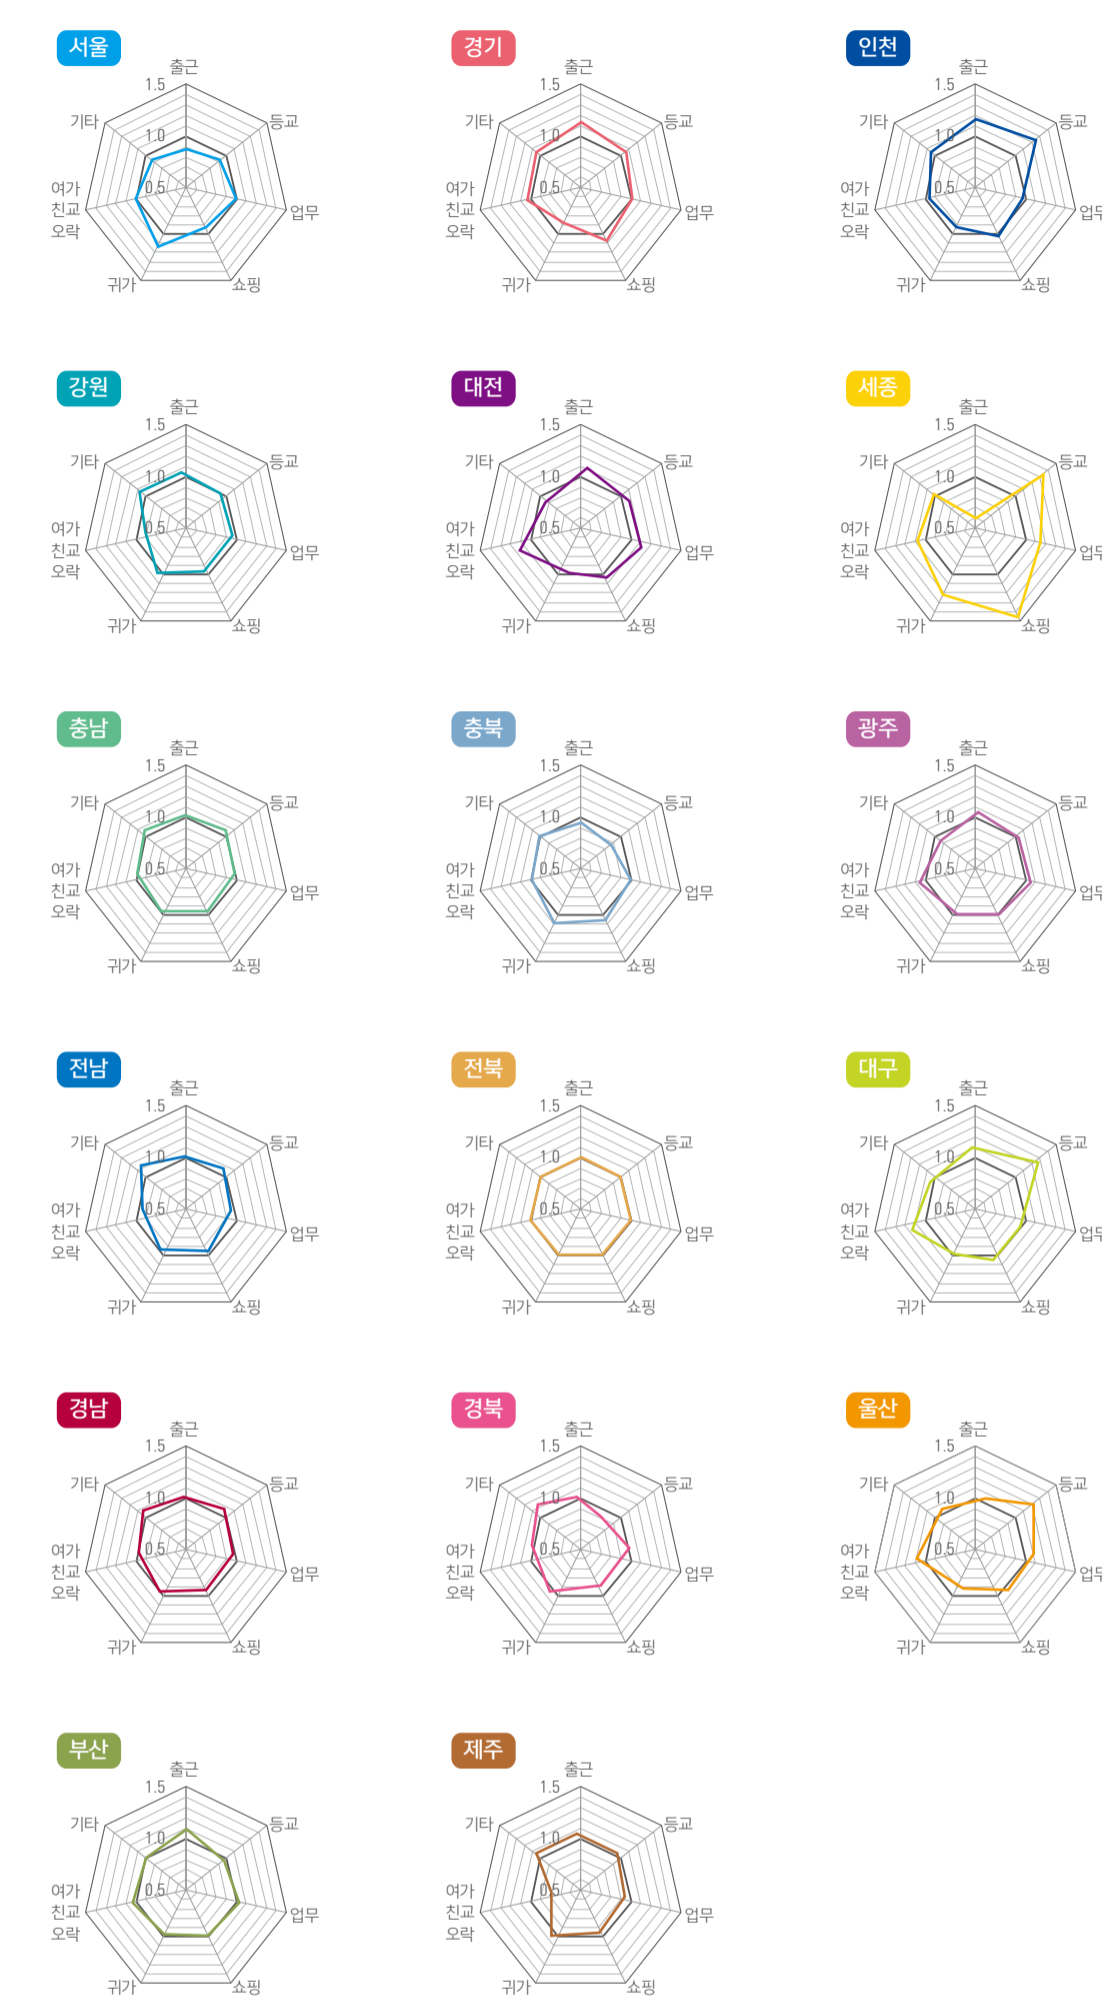 서울
출근
1.5
기타
등교
1.0
여가
친교
오락
0.5
업무
귀가
쇼핑
경기
출근
1.5
기타
등교
1.0
여가
친교
오락
0.5
업무
귀가
쇼핑
인천
출근
1.5
기타
등교
1.0
여가
친교
오락
0.5
업무
귀가
쇼핑
강원
출근
1.5
기타
등교
1.0
여가
친교
오락
0.5
업무
귀가
쇼핑
대전
출근
1.5
기타
등교
1.0
여가
친교
오락
0.5
업무
귀가
쇼핑
세종
출근
1.5
기타
등교
1.0
여가
친교
오락
0.5
업무
귀가
쇼핑
충남
출근
1.5
기타
등교
1.0
여가
친교
오락
0.5
업무
귀가
쇼핑
충북
출근
1.5
기타
등교
1.0
여가
친교
오락
0.5
업무
귀가
쇼핑
광주
출근
1.5
기타
등교
1.0
여가
친교
오락
0.5
업무
귀가
쇼핑
전남
출근
1.5
기타
등교
1.0
여가
친교
오락
0.5
업무
귀가
쇼핑
전북
출근
1.5
기타
등교
1.0
여가
친교
오락
0.5
업무
귀가
쇼핑
대구
출근
1.5
기타
등교
1.0
여가
친교
오락
0.5
업무
귀가
쇼핑
경남
출근
1.5
기타
등교
1.0
여가
친교
오락
0.5
업무
귀가
쇼핑
경북
출근
1.5
기타
등교
1.0
여가
친교
오락
0.5
업무
귀가
쇼핑
울산
출근
1.5
기타
등교
1.0
여가
친교
오락
0.5
업무
귀가
쇼핑
부산
출근
1.5
기타
등교
1.0
여가
친교
오락
0.5
업무
귀가
쇼핑
제주
출근
1.5
기타
등교
1.0
여가
친교
오락
0.5
업무
귀가
쇼핑